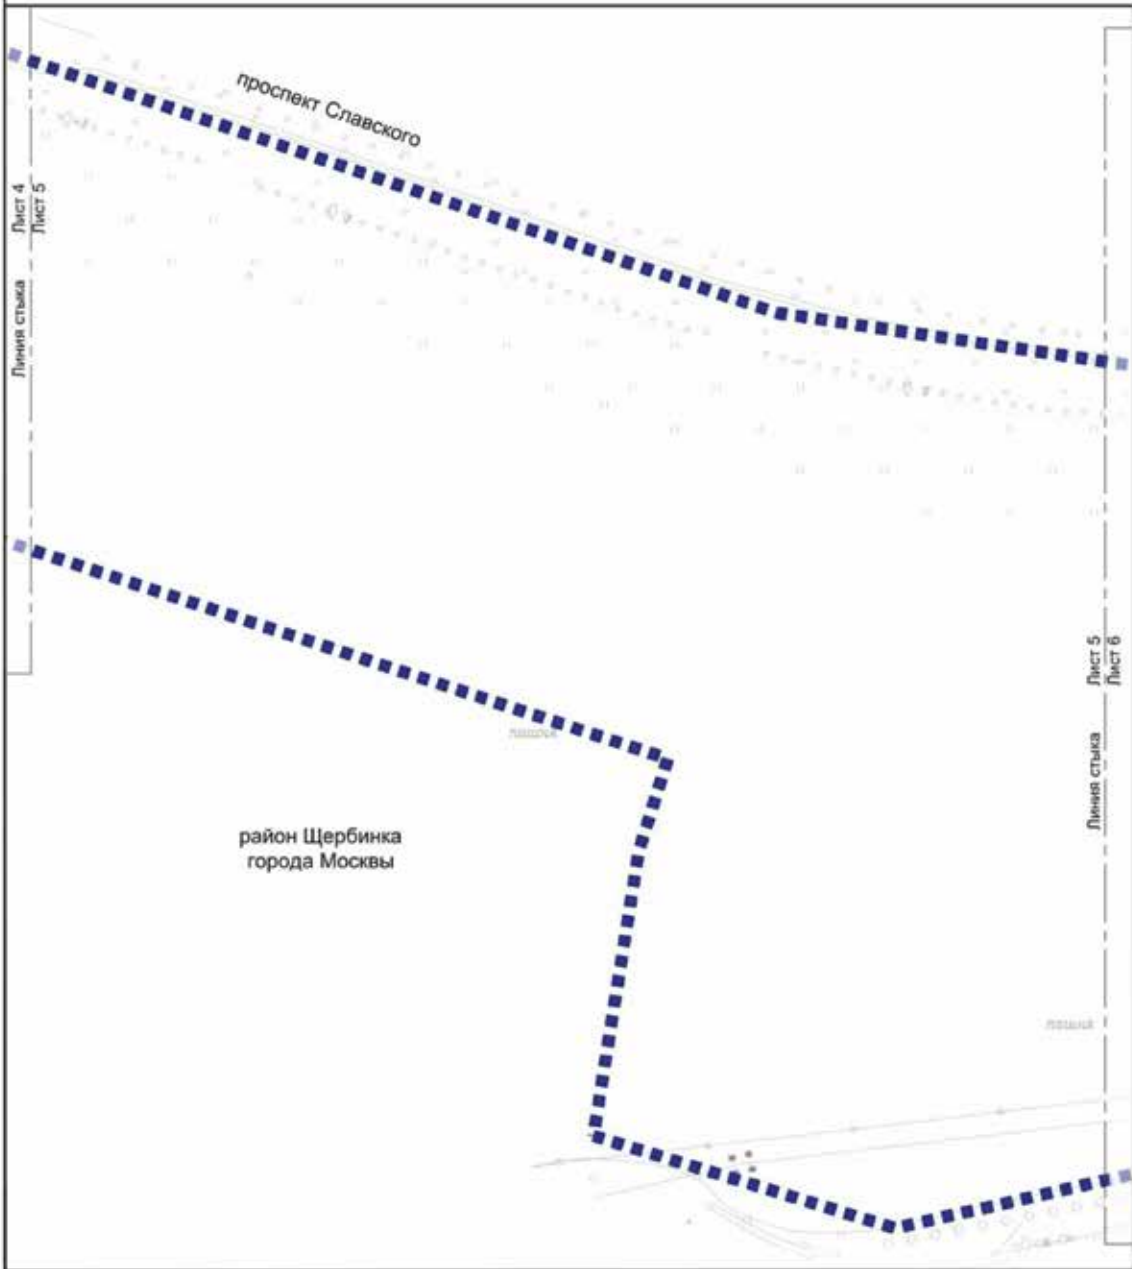 проспект Славского
Лист 4
Лист 5
Линия стыка
район Щербинка
города Москвы
Лист 5
Лист 6
Линия стыка